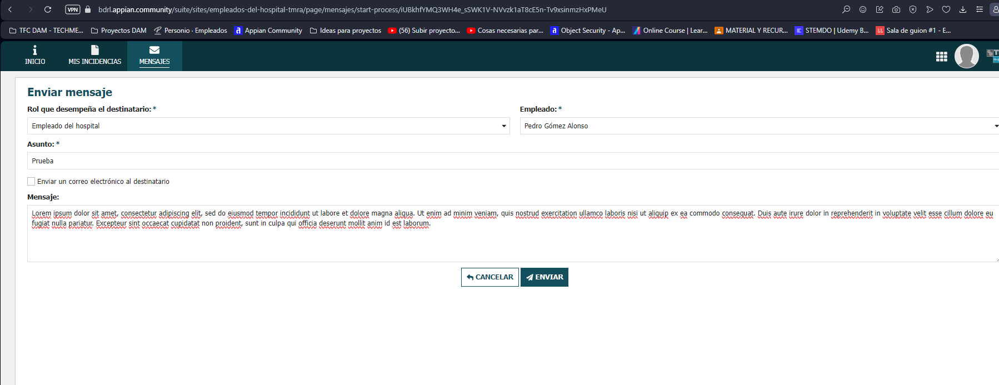 VPN bdrl.appian.community/suite/sites/empleados-del-hospital-tmra/page/mensajes/start-process/iUBkhfYMQ3WH4e_sSWK1V-NVvzk1aT8cE5n-Tv9xsinmzHxPMeU
TFC DAM - TECHME... Proyectos DAM Personio · Empleados Appian Community Ideas para proyectos (56) Subir proyecto... Cosas necesarias par... Object Security - Ap... Online Course | Lear... MATERIAL Y RECUR... STEMDO | Udemy B... Sala de guion #1 - E...
INICIO MIS INCIDENCIAS MENSAJES
Enviar mensaje
Rol que desempeña el destinatario: * Empleado: *
Empleado del hospital Pedro Gómez Alonso
Asunto: *
Prueba
Enviar un correo electrónico al destinatario
Mensaje:
Lorem ipsum dolor sit amet, consectetur adipiscing elit, sed do eiusmod tempor incididunt ut labore et dolore magna aliqua. Ut enim ad minim veniam, quis nostrud exercitation ullamco laboris nisi ut aliquip ex ea commodo consequat. Duis aute irure dolor in reprehenderit in voluptate velit esse cillum dolore eu
fugiat nulla pariatur. Excepteur sint occaecat cupidatat non proident, sunt in culpa qui officia deserunt mollit anim id est laborum.
CANCELAR ENVIAR